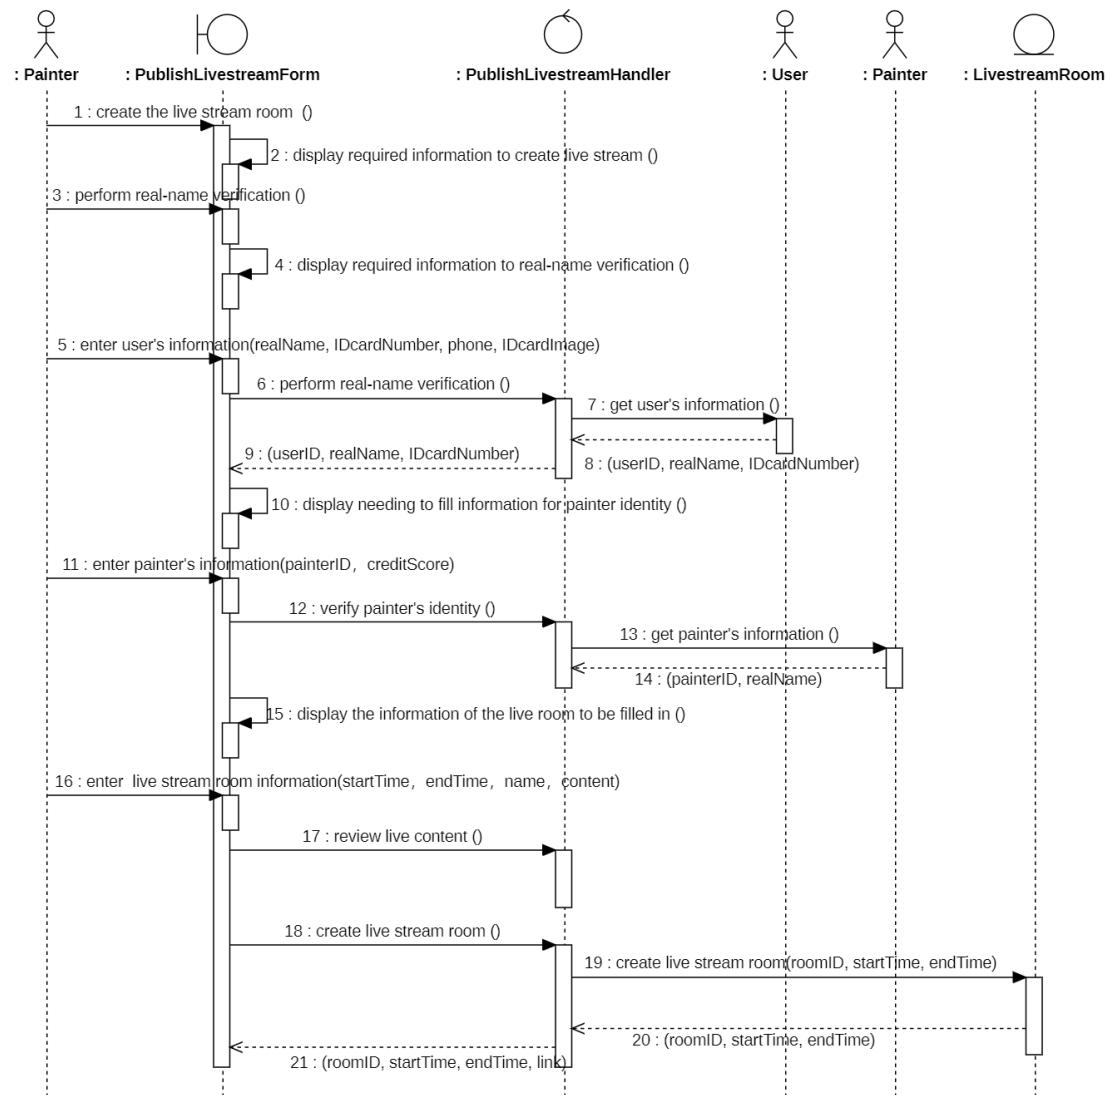 : Painter : PublishLivestreamForm : PublishLivestreamHandler : User : Painter : LivestreamRoom
1 : create the live stream room  ()
2 : display required information to create live stream ()
3 : perform real-name verification ()
4 : display required information to real-name verification ()
5 : enter user's information(realName, IDcardNumber, phone, IDcardImage)
6 : perform real-name verification ()
7 : get user's information ()
8 : (userID, realName, IDcardNumber)
9 : (userID, realName, IDcardNumber)
10 : display needing to fill information for painter identity ()
11 : enter painter's information(painterID，creditScore)
12 : verify painter's identity ()
13 : get painter's information ()
14 : (painterID, realName)
15 : display the information of the live room to be filled in ()
16 : enter  live stream room information(startTime，endTime，name，content)
17 : review live content ()
18 : create live stream room ()
19 : create live stream room(roomID, startTime, endTime)
20 : (roomID, startTime, endTime)
21 : (roomID, startTime, endTime, link)